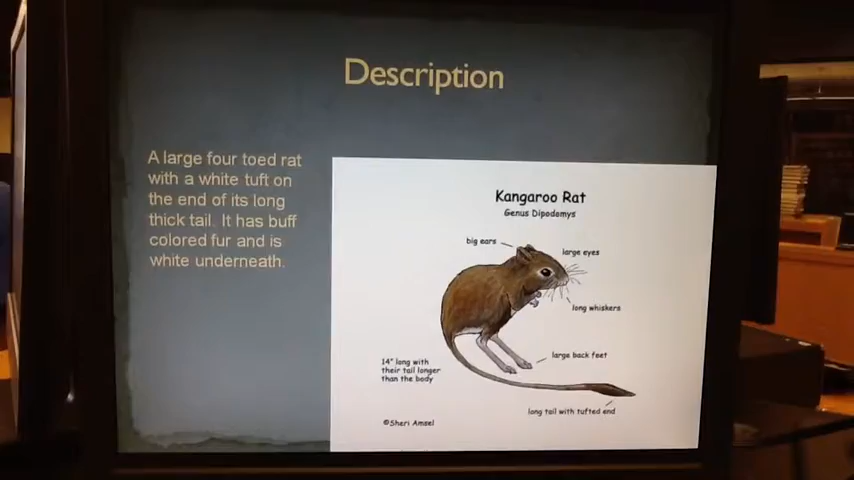 Description
A large four toed rat
with a white tuft on
the end of its long
thick tail. It has buff
colored fur and is
white underneath.
Kangaroo Rat
Genus Dipodomys
big ears
large eyes
long whiskers
large back feet
14" long with
their tail longer
than the body
long tail with tufted end
©Sheri Amsel